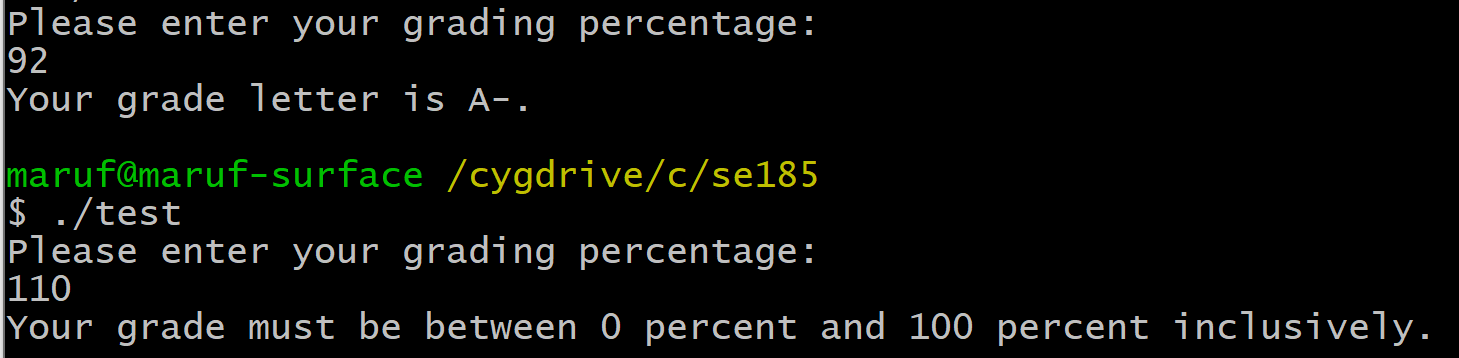 Please enter your grading percentage:
92
Your grade letter is A-.
maruf@maruf-surface /cygdrive/c/se185
$ ./test
Please enter your grading percentage:
110
Your grade must be between 0 percent and 100 percent inclusively.